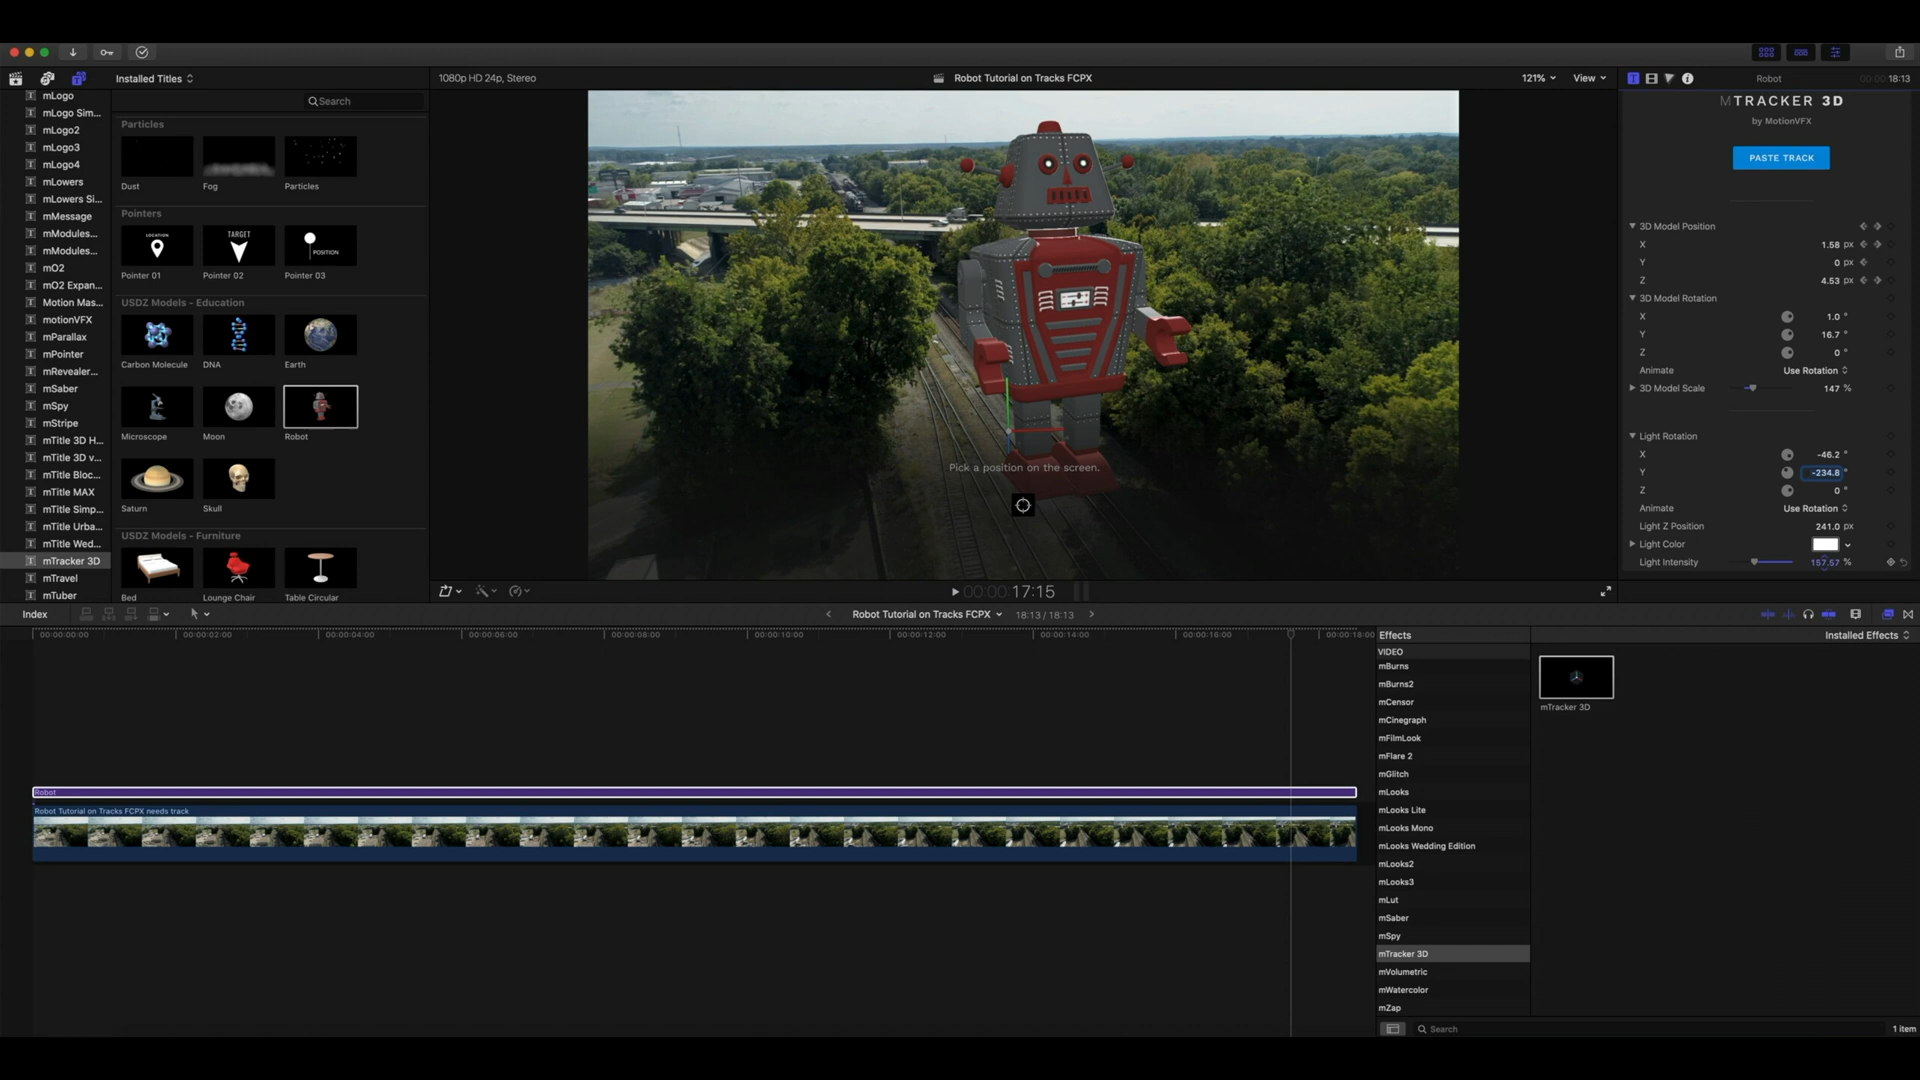 Installed Titles
1080p HD 24p, Stereo
Robot Tutorial on Tracks FCPX
121%
View
Robot
00:00:18:13
mLogo
mLogo Sim...
mLogo2
mLogo3
mLogo4
mLowers
mLowers Si...
mMessage
mModules...
mModules...
mO2
mO2 Expan...
Motion Mas...
motionVFX
mParallax
mPointer
mRevealer...
mSaber
mSpy
mStripe
mTitle 3D H...
mTitle 3D v...
mTitle Bloc...
mTitle MAX
mTitle Simp...
mTitle Urba...
mTitle Wed...
mTracker 3D
mTravel
mTuber
Search
Particles
Dust
Fog
Particles
Pointers
LOCATION
TARGET
POSITION
Pointer 01
Pointer 02
Pointer 03
USDZ Models - Education
Carbon Molecule
DNA
Earth
Microscope
Moon
Robot
Saturn
Skull
USDZ Models - Furniture
Bed
Lounge Chair
Table Circular
Pick a position on the screen.
MTRACKER 3D
by MotionVFX
PASTE TRACK
3D Model Position
X 1.58 px
Y 0 px
Z 4.53 px
3D Model Rotation
X 1.0 °
Y 16.7 °
Z 0 °
Animate Use Rotation
3D Model Scale 147 %
Light Rotation
X -46.2 °
Y -234.8 °
Z 0 °
Animate Use Rotation
Light Z Position 241.0 px
Light Color
Light Intensity 157.57 %
00:00:17:15
Index
Robot Tutorial on Tracks FCPX
18:13 / 18:13
00:00:00:00
00:00:02:00
00:00:04:00
00:00:06:00
00:00:08:00
00:00:10:00
00:00:12:00
00:00:14:00
00:00:16:00
00:00:18:00
Robot
Robot Tutorial on Tracks FCPX needs track
Effects
Installed Effects
VIDEO
mBurns
mBurns2
mCensor
mCinegraph
mFilmLook
mFlare 2
mGlitch
mLooks
mLooks Lite
mLooks Mono
mLooks Wedding Edition
mLooks2
mLooks3
mLut
mSaber
mSpy
mTracker 3D
mVolumetric
mWatercolor
mZap
mTracker 3D
Search
1 item